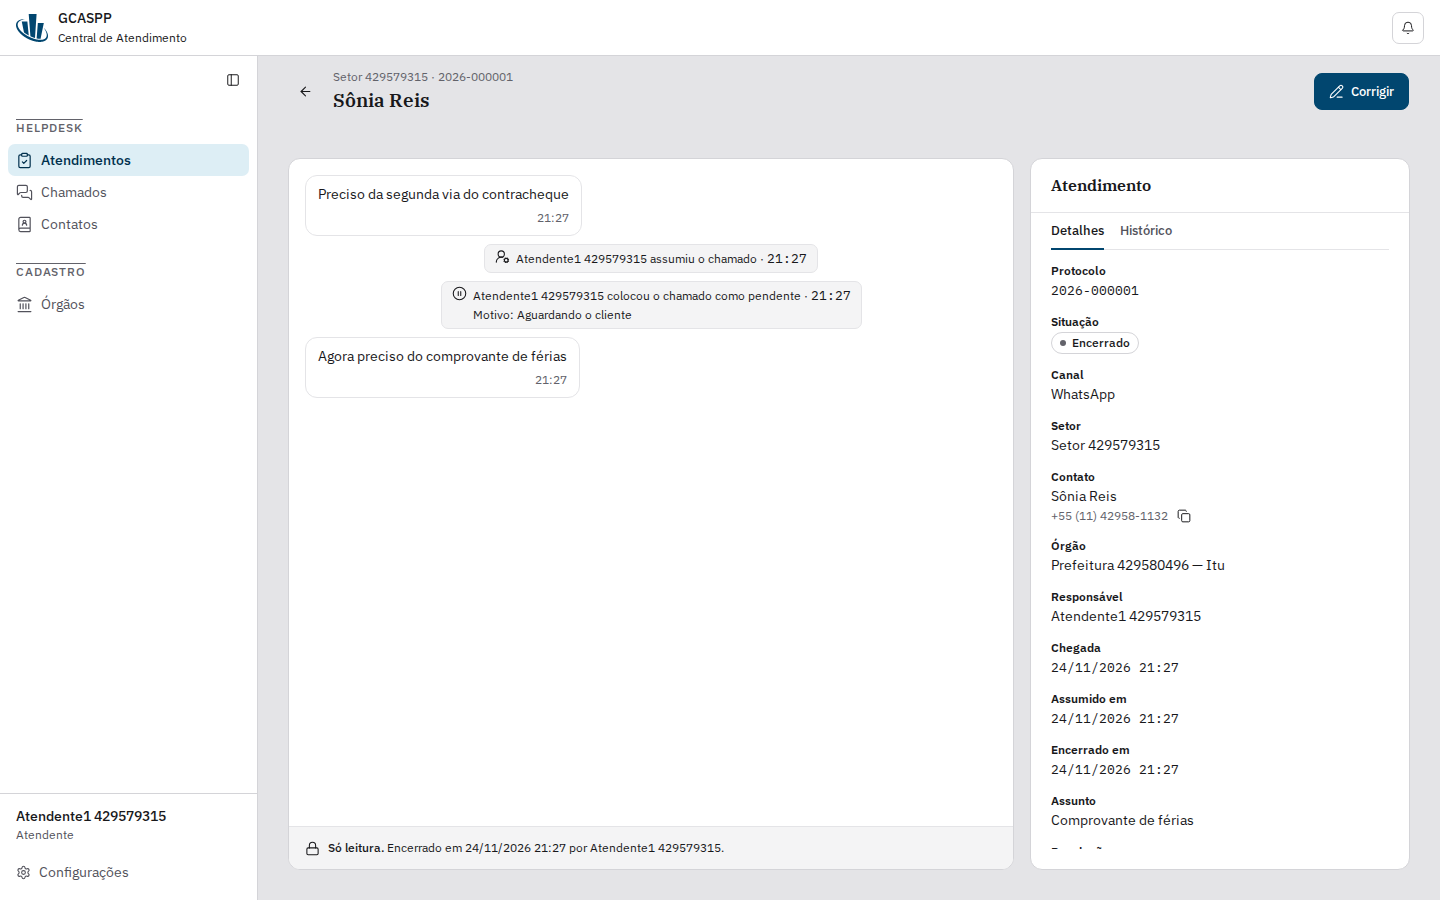 GCASPP
Central de Atendimento
HELPDESK
Atendimentos
Chamados
Contatos
CADASTRO
Órgãos
Atendente1 429579315
Atendente
Configurações
Setor 429579315 · 2026-000001
Sônia Reis
Corrigir
Preciso da segunda via do contracheque
21:27
Atendente1 429579315 assumiu o chamado · 21:27
Atendente1 429579315 colocou o chamado como pendente · 21:27
Motivo: Aguardando o cliente
Agora preciso do comprovante de férias
21:27
Só leitura. Encerrado em 24/11/2026 21:27 por Atendente1 429579315.
Atendimento
Detalhes Histórico
Protocolo
2026-000001
Situação
Encerrado
Canal
WhatsApp
Setor
Setor 429579315
Contato
Sônia Reis
+55 (11) 42958-1132
Órgão
Prefeitura 429580496 — Itu
Responsável
Atendente1 429579315
Chegada
24/11/2026 21:27
Assumido em
24/11/2026 21:27
Encerrado em
24/11/2026 21:27
Assunto
Comprovante de férias